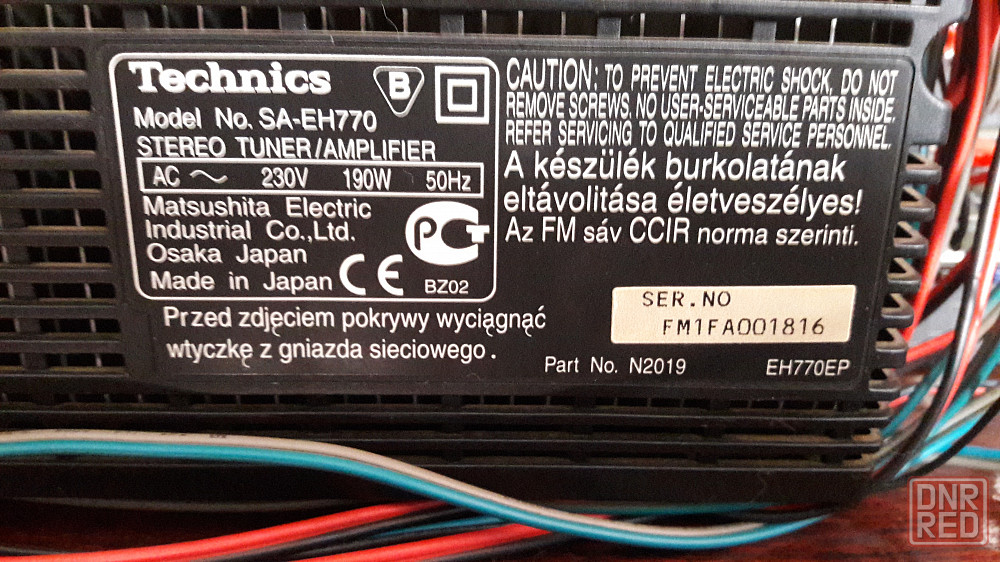 Technics
B
Model No. SA-EH770
STEREO TUNER/AMPLIFIER
AC ~ 230V 190W 50Hz
Matsushita Electric
Industrial Co.,Ltd.
Osaka Japan
Made in Japan
CE
BZ02
PCT
CAUTION: TO PREVENT ELECTRIC SHOCK, DO NOT
REMOVE SCREWS. NO USER-SERVICEABLE PARTS INSIDE.
REFER SERVICING TO QUALIFIED SERVICE PERSONNEL.
A készülék burkolatának
eltávolitása életveszélyes!
Az FM sáv CCIR norma szerinti.
SER.NO
FM1FA001816
Przed zdjęciem pokrywy wyciągnąć
wtyczkę z gniazda sieciowego.
Part No. N2019
EH770EP
DNR
RED